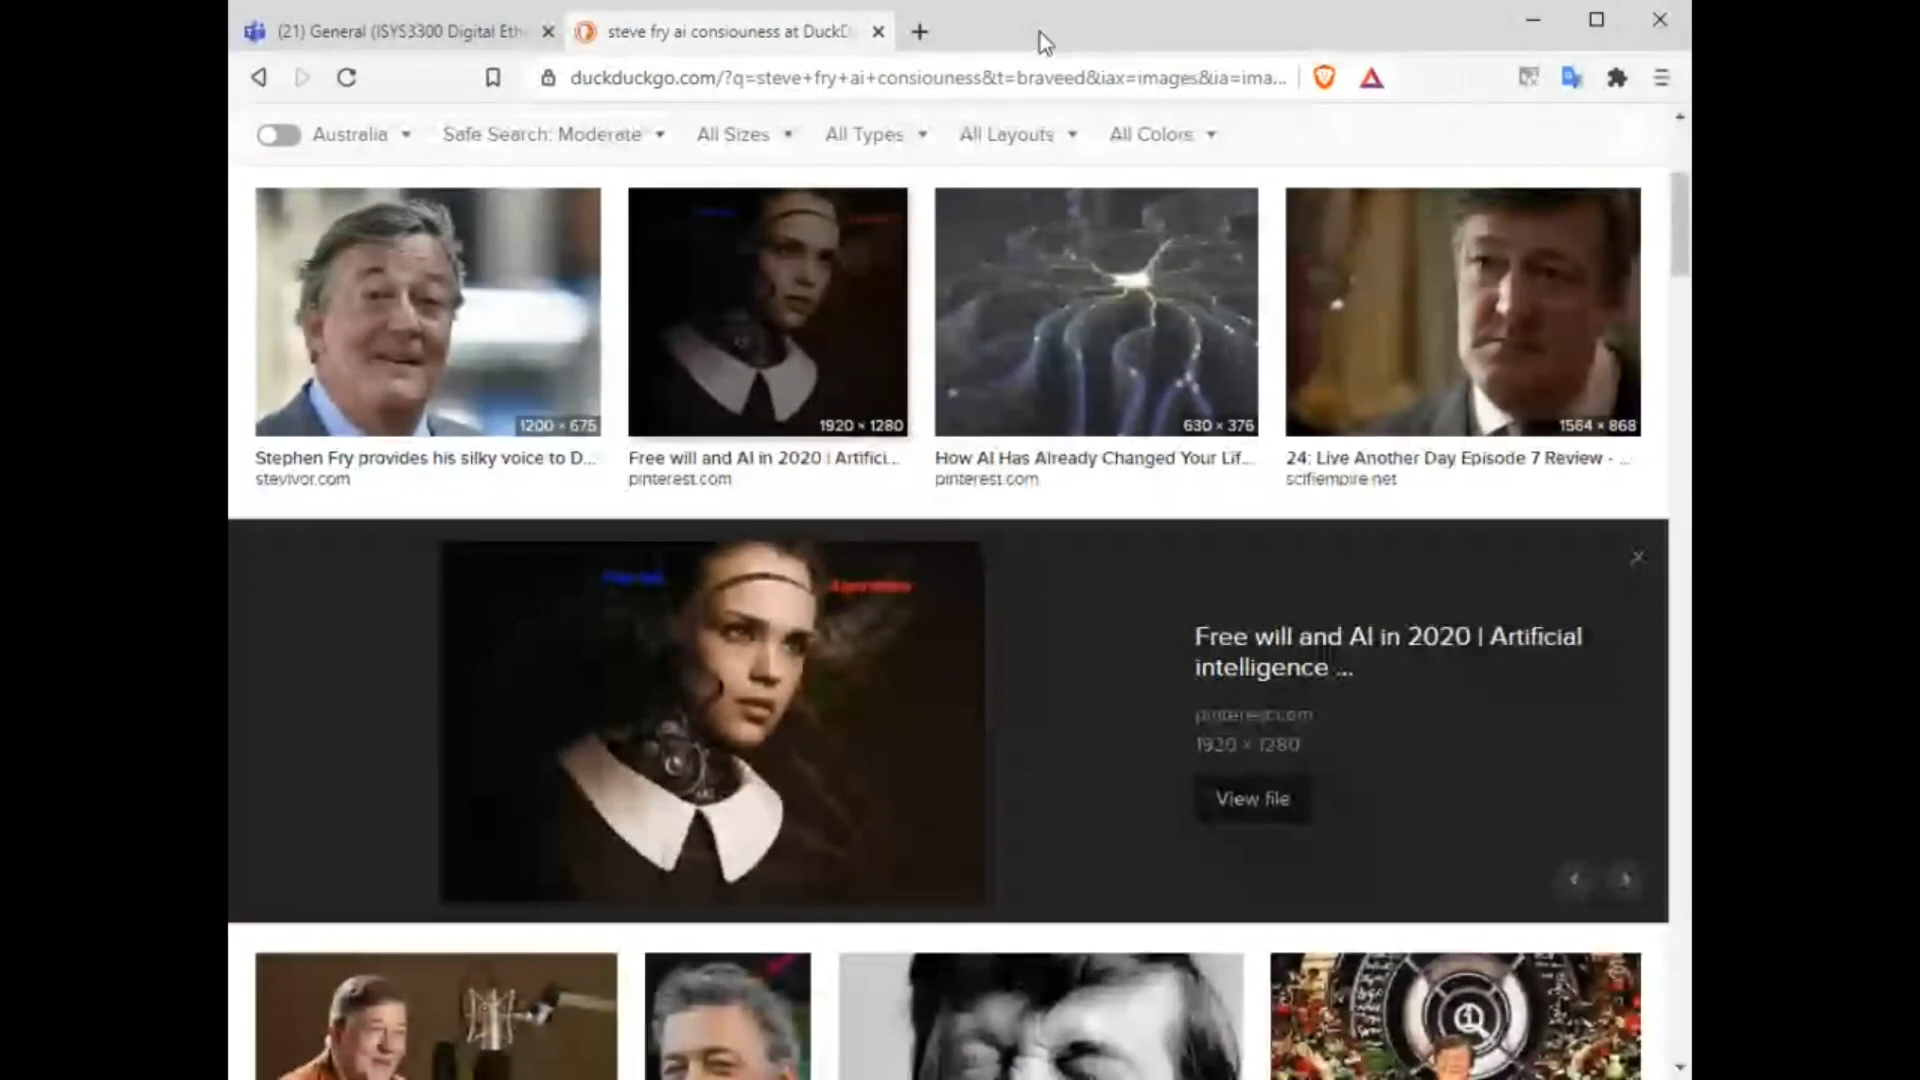 (21) General (ISYS3300 Digital Eth
steve fry ai consiouness at DuckD
duckduckgo.com/?q=steve+fry+ai+consiouness&t=braveed&iax=images&ia=ima...
Australia
Safe Search: Moderate
All Sizes
All Types
All Layouts
All Colors
1200 × 675
1920 × 1280
630 × 376
1564 × 868
Stephen Fry provides his silky voice to D...
stevivor.com
Free will and AI in 2020 | Artifici...
pinterest.com
How AI Has Already Changed Your Lif...
pinterest.com
24: Live Another Day Episode 7 Review - ...
scifiempire.net
Algorithms
Free will and AI in 2020 | Artificial
intelligence ...
pinterest.com
1920 × 1280
View file